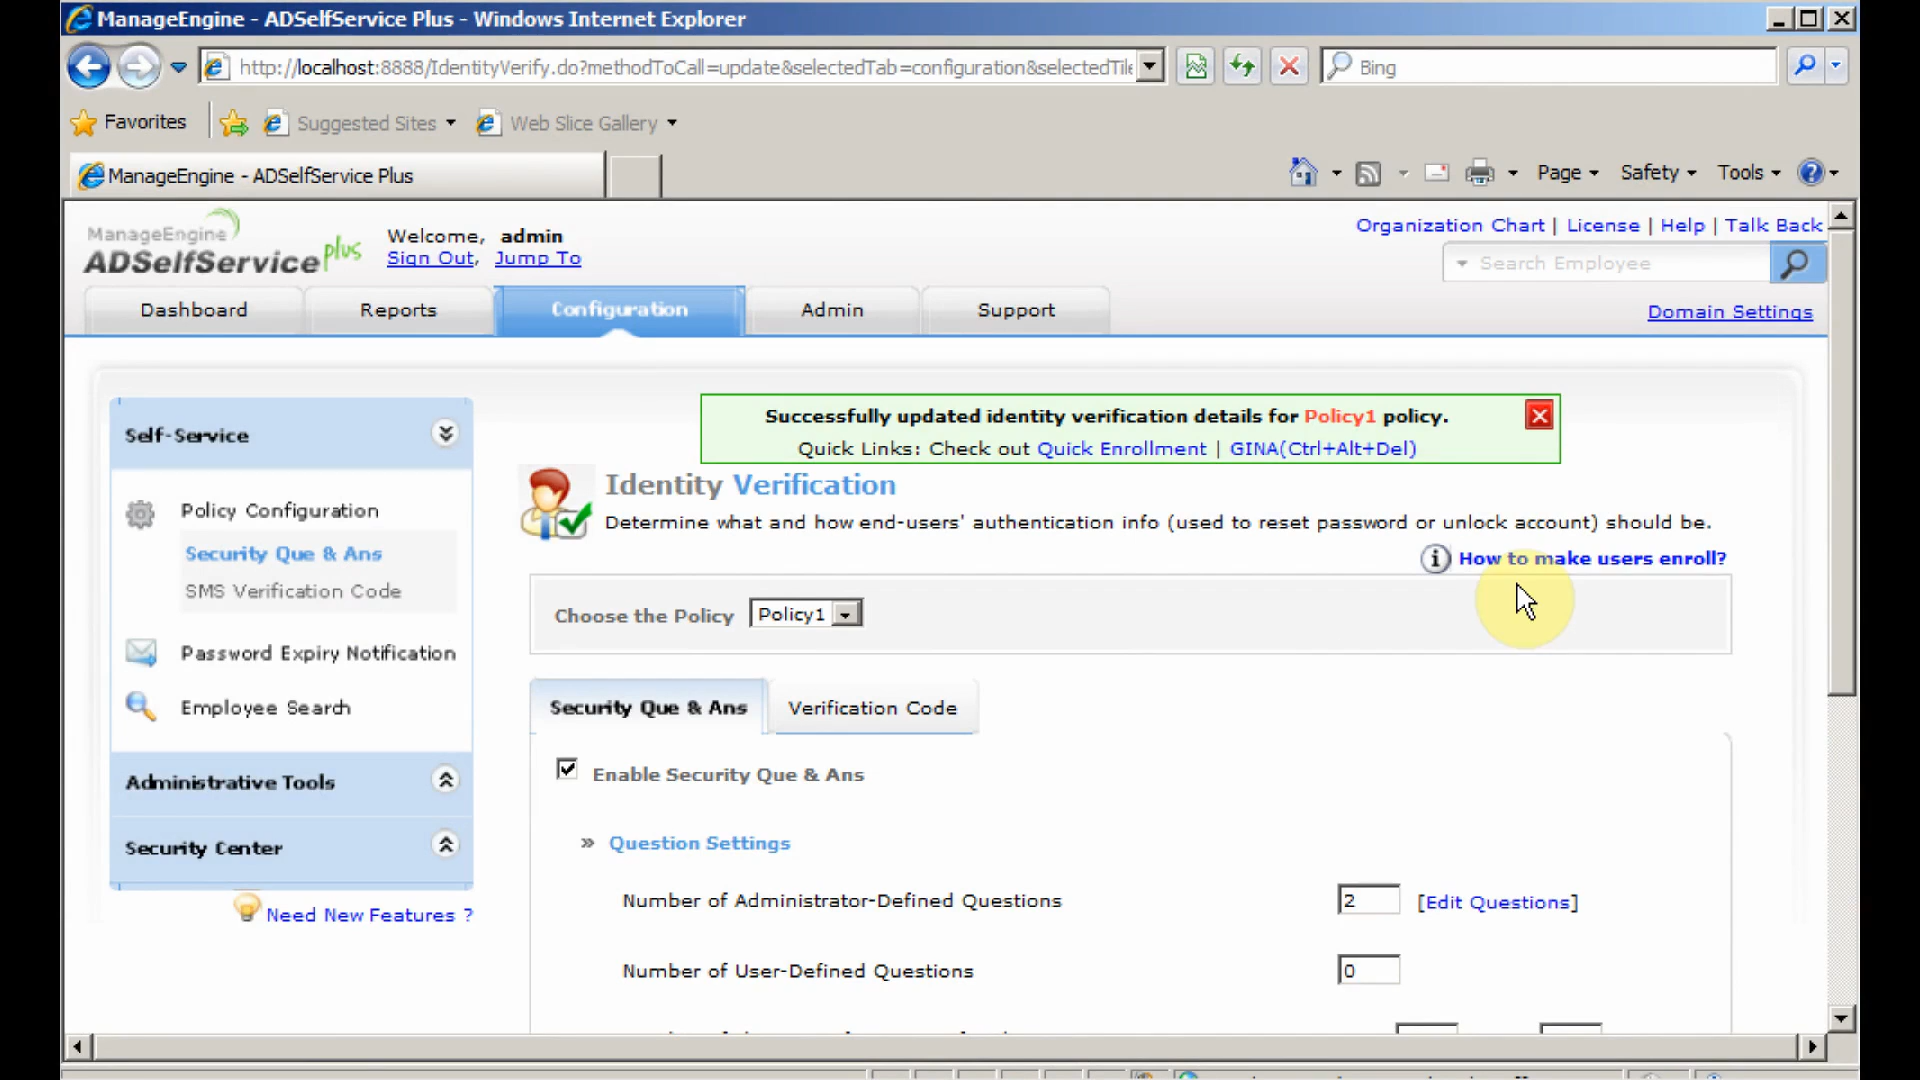 ManageEngine - ADSelfService Plus - Windows Internet Explorer
http://localhost:8888/IdentityVerify.do?methodToCall=update&selectedTab=configuration&selectedTile
Bing
Favorites
Suggested Sites
Web Slice Gallery
ManageEngine - ADSelfService Plus
Page
Safety
Tools
ManageEngine
ADSelfService plus
Welcome, admin
Sign Out, Jump To
Organization Chart | License | Help | Talk Back
Search Employee
Dashboard
Reports
Configuration
Admin
Support
Domain Settings
Self-Service
Policy Configuration
Security Que & Ans
SMS Verification Code
Password Expiry Notification
Employee Search
Administrative Tools
Security Center
Need New Features ?
Successfully updated identity verification details for Policy1 policy.
Quick Links: Check out Quick Enrollment | GINA(Ctrl+Alt+Del)
Identity Verification
Determine what and how end-users' authentication info (used to reset password or unlock account) should be.
How to make users enroll?
Choose the Policy Policy1
Security Que & Ans
Verification Code
Enable Security Que & Ans
» Question Settings
Number of Administrator-Defined Questions 2 [Edit Questions]
Number of User-Defined Questions 0